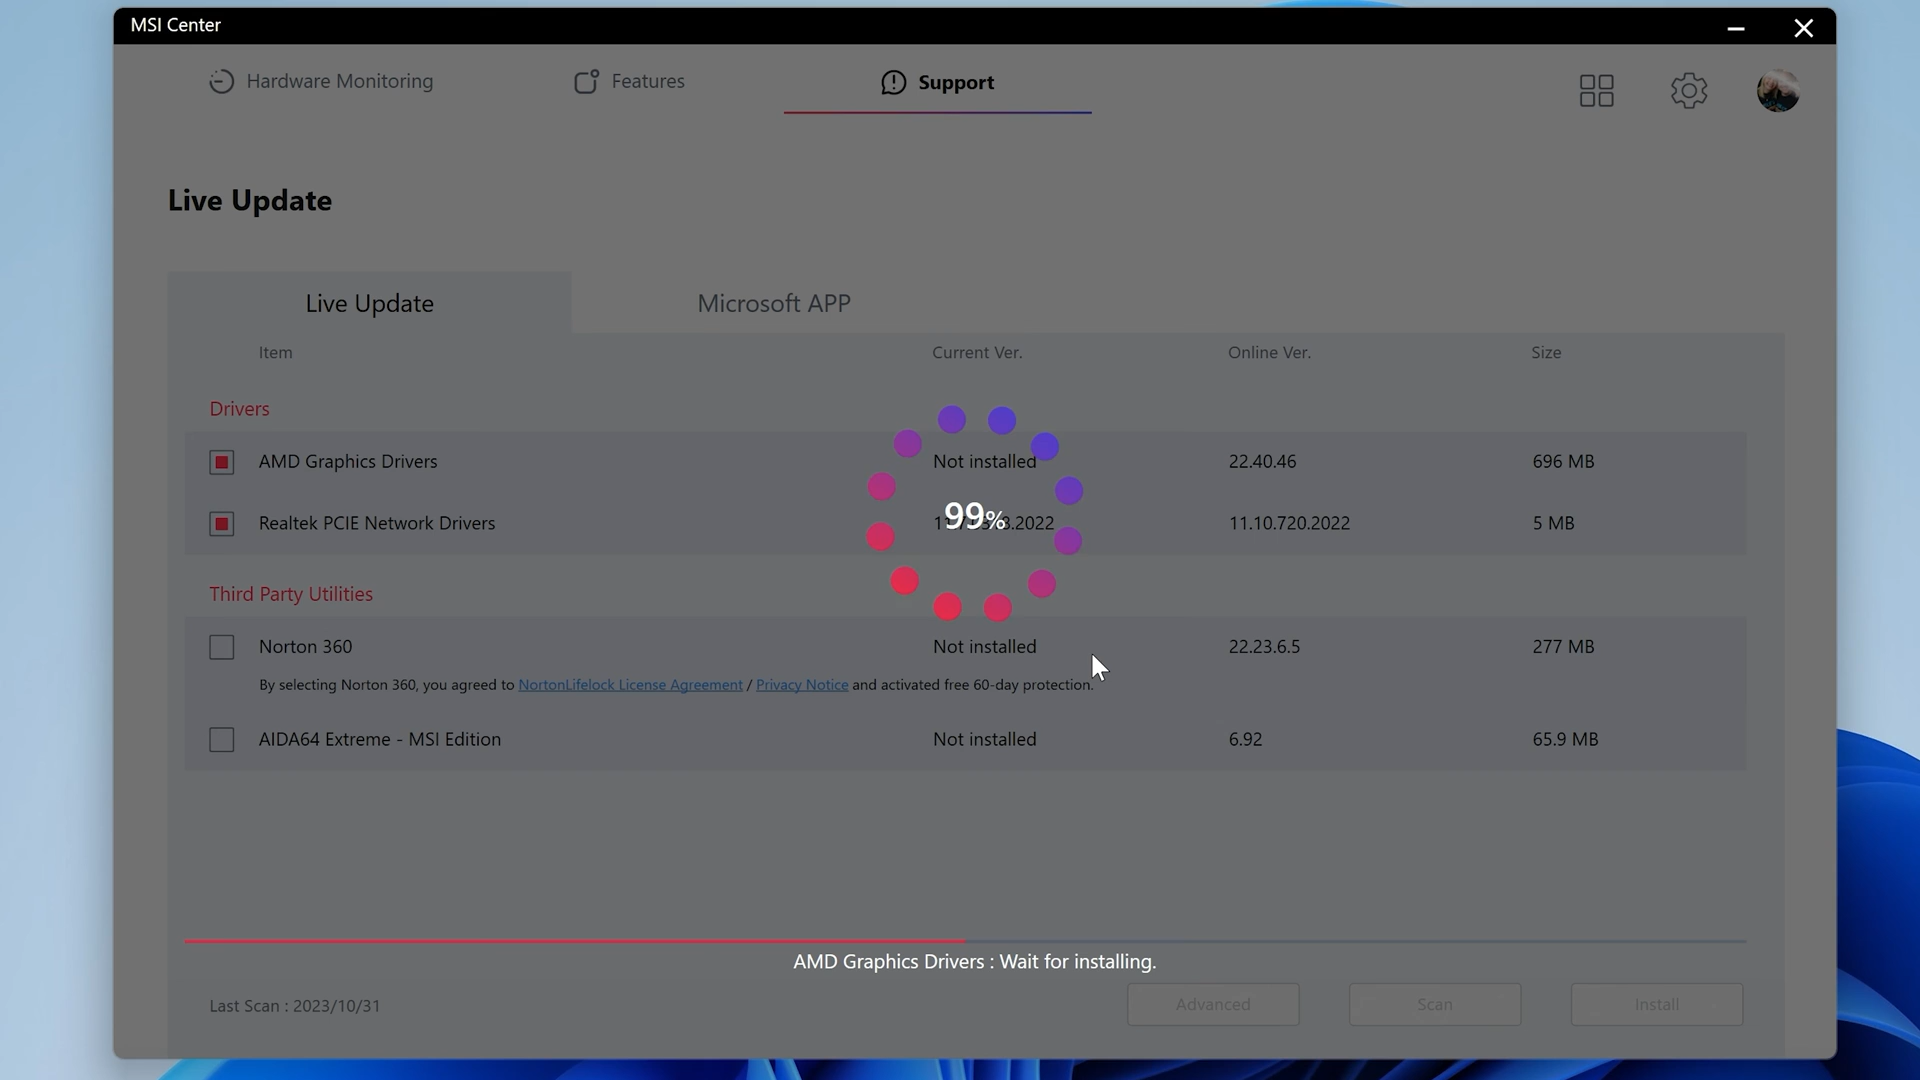 MSI Center
Hardware Monitoring
Features
Support
Live Update
Live Update
Microsoft APP
Item Current Ver. Online Ver. Size
Drivers
AMD Graphics Drivers Not installed 22.40.46 696 MB
Realtek PCIE Network Drivers 11.10.720.2022 5 MB
99%
Third Party Utilities
Norton 360 Not installed 22.23.6.5 277 MB
By selecting Norton 360, you agreed to NortonLifelock License Agreement / Privacy Notice and activated free 60-day protection.
AIDA64 Extreme - MSI Edition Not installed 6.92 65.9 MB
AMD Graphics Drivers : Wait for installing.
Last Scan : 2023/10/31
Advanced
Scan
Install